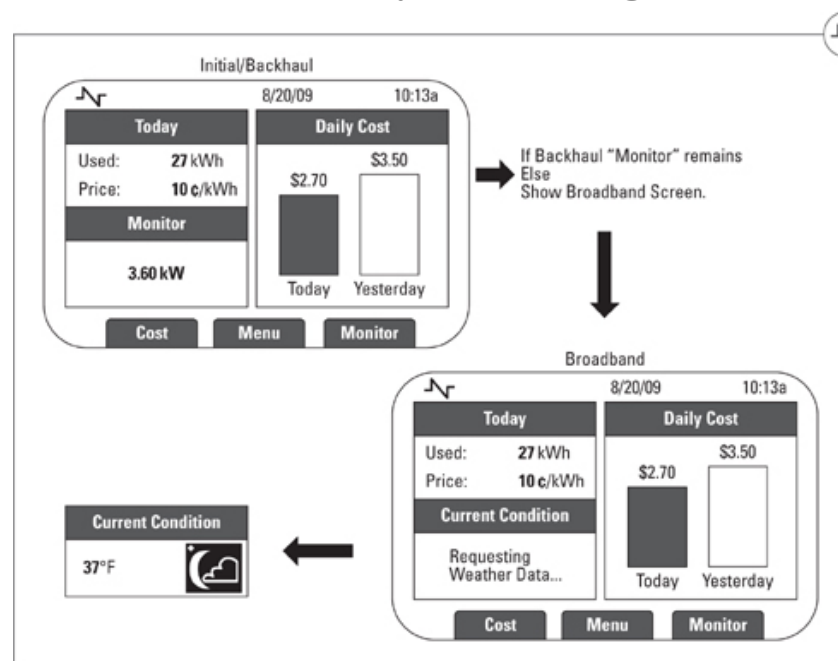 Initial/Backhaul
8/20/09 10:13a
Today
Used: 27 kWh
Price: 10 ¢/kWh
Monitor
3.60 kW
Daily Cost
$2.70
$3.50
Today Yesterday
Cost Menu Monitor
If Backhaul “Monitor” remains
Else
Show Broadband Screen.
Broadband
8/20/09 10:13a
Today
Used: 27 kWh
Price: 10 ¢/kWh
Current Condition
Requesting
Weather Data...
Daily Cost
$2.70
$3.50
Today Yesterday
Cost Menu Monitor
Current Condition
37°F